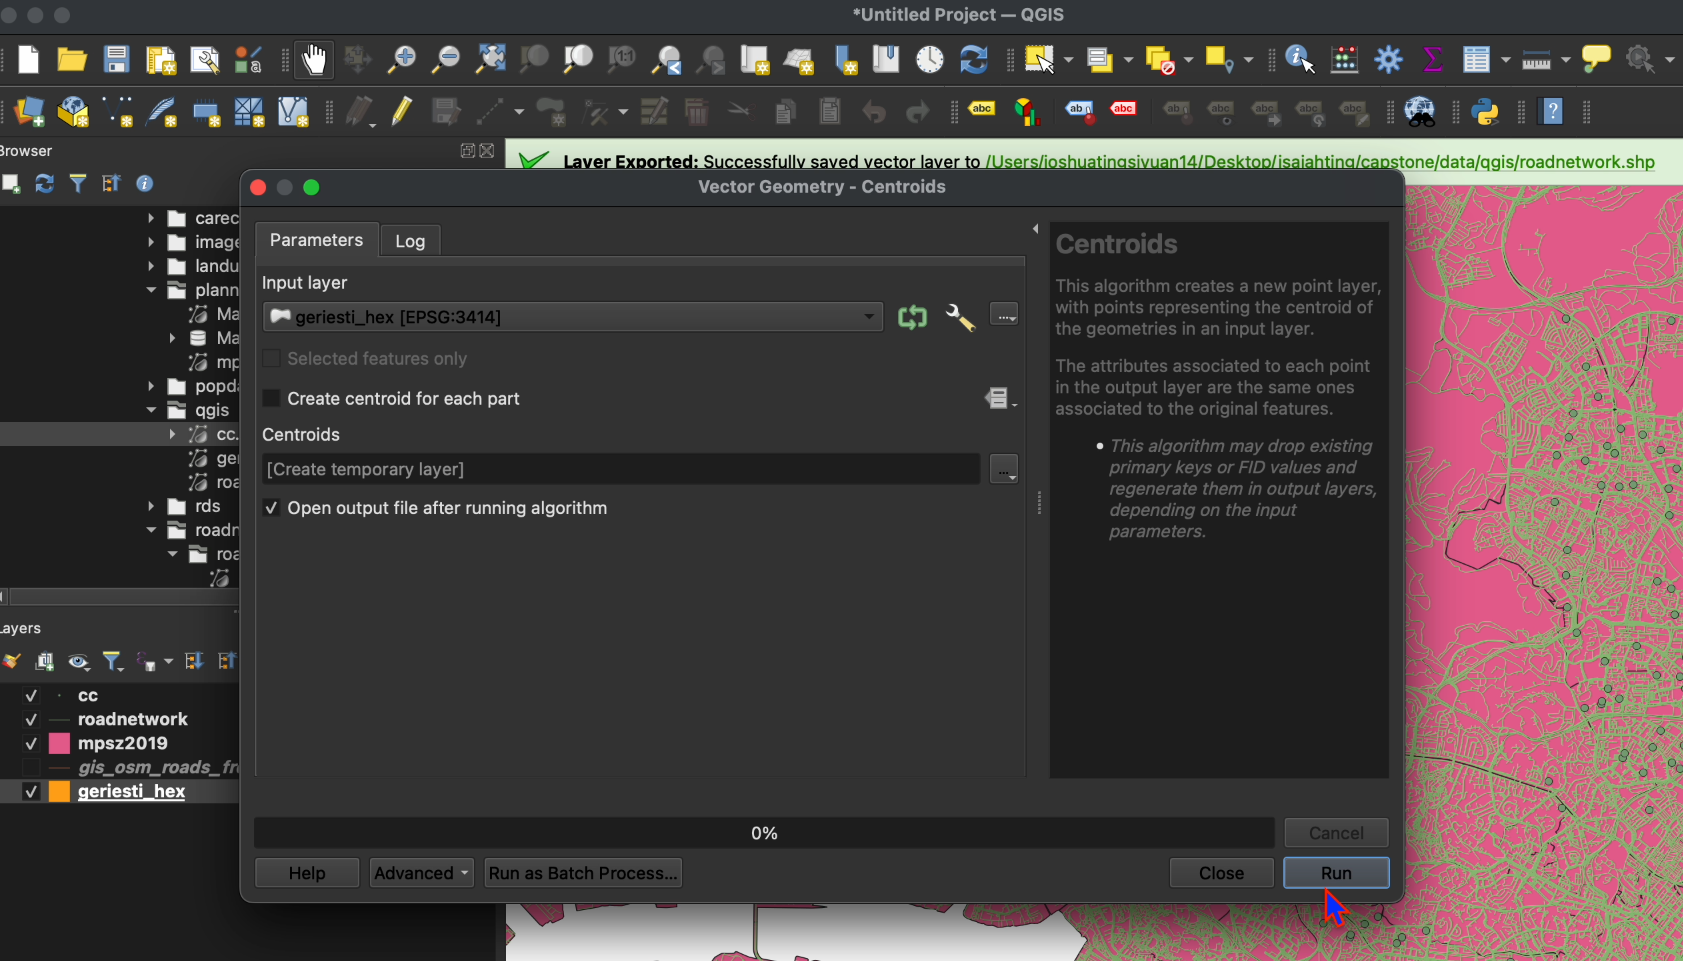 *Untitled Project — QGIS
Browser
Layer Exported: Successfully saved vector layer to /Users/joshuatingsiyuan14/Desktop/isaiahting/capstone/data/qgis/roadnetwork.shp
Vector Geometry - Centroids
carec
image
landu
plann
Ma
Ma
mp
popda
qgis
cc.
ger
roa
rds
roadn
roa
Parameters
Log
Input layer
geriesti_hex [EPSG:3414]
Selected features only
Create centroid for each part
Centroids
[Create temporary layer]
Open output file after running algorithm
Centroids
This algorithm creates a new point layer,
with points representing the centroid of
the geometries in an input layer.
The attributes associated to each point
in the output layer are the same ones
associated to the original features.
• This algorithm may drop existing
primary keys or FID values and
regenerate them in output layers,
depending on the input
parameters.
Layers
cc
roadnetwork
mpsz2019
gis_osm_roads_fr
geriesti_hex
0%
Cancel
Help
Advanced
Run as Batch Process...
Close
Run